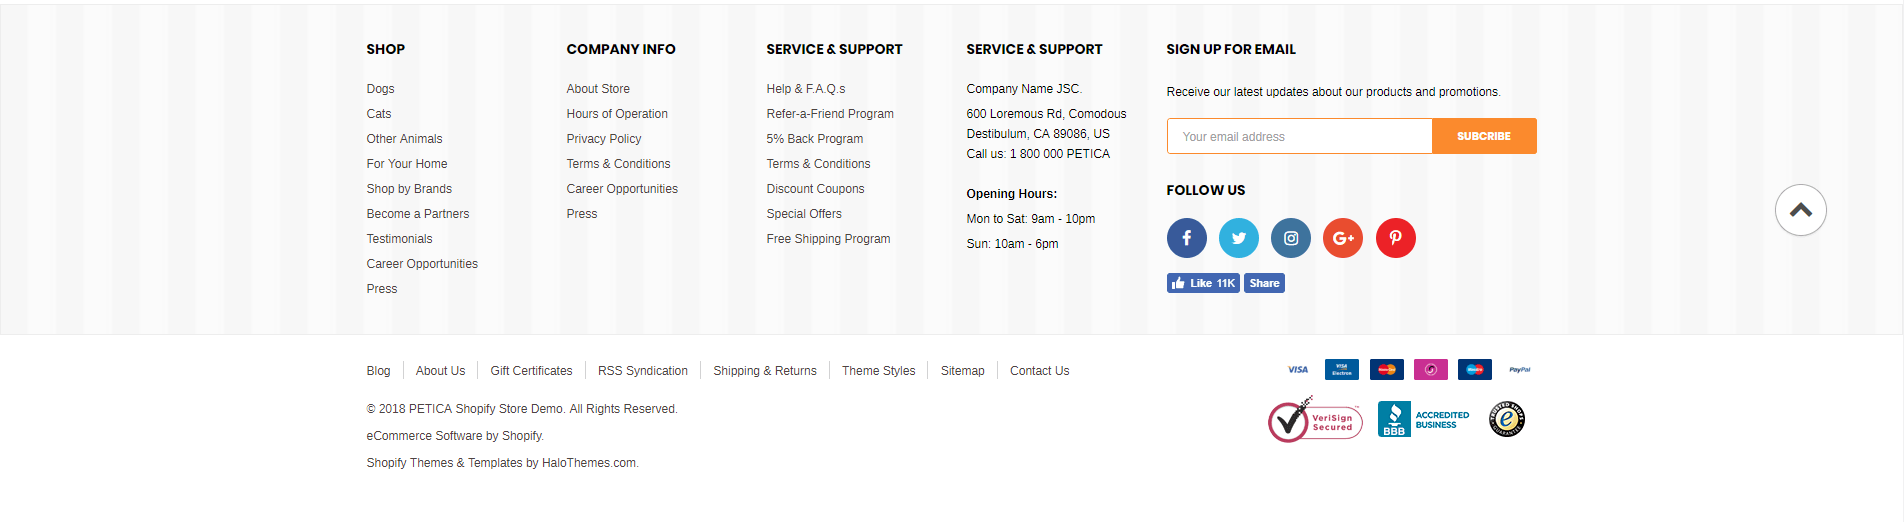 SHOP
Dogs
Cats
Other Animals
For Your Home
Shop by Brands
Become a Partners
Testimonials
Career Opportunities
Press
COMPANY INFO
About Store
Hours of Operation
Privacy Policy
Terms & Conditions
Career Opportunities
Press
SERVICE & SUPPORT
Help & F.A.Q.s
Refer-a-Friend Program
5% Back Program
Terms & Conditions
Discount Coupons
Special Offers
Free Shipping Program
SERVICE & SUPPORT
Company Name JSC.
600 Loremous Rd, Comodous
Destibulum, CA 89086, US
Call us: 1 800 000 PETICA
Opening Hours:
Mon to Sat: 9am - 10pm
Sun: 10am - 6pm
SIGN UP FOR EMAIL
Receive our latest updates about our products and promotions.
Your email address SUBCRIBE
FOLLOW US
f G+
Like 11K Share
Blog About Us Gift Certificates RSS Syndication Shipping & Returns Theme Styles Sitemap Contact Us
© 2018 PETICA Shopify Store Demo. All Rights Reserved.
eCommerce Software by Shopify.
Shopify Themes & Templates by HaloThemes.com.
VISA VISA Electron MasterCard Maestro PayPal
VeriSign Secured
BBB ACCREDITED BUSINESS
TRUSTED SHOPS GUARANTEE